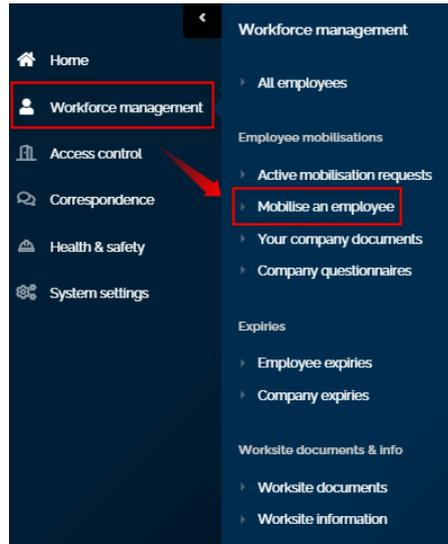 Home
Workforce management
Access control
Correspondence
Health & safety
System settings
Workforce management
All employees
Employee mobilisations
Active mobilisation requests
Mobilise an employee
Your company documents
Company questionnaires
Expiries
Employee expiries
Company expiries
Worksite documents & info
Worksite documents
Worksite information